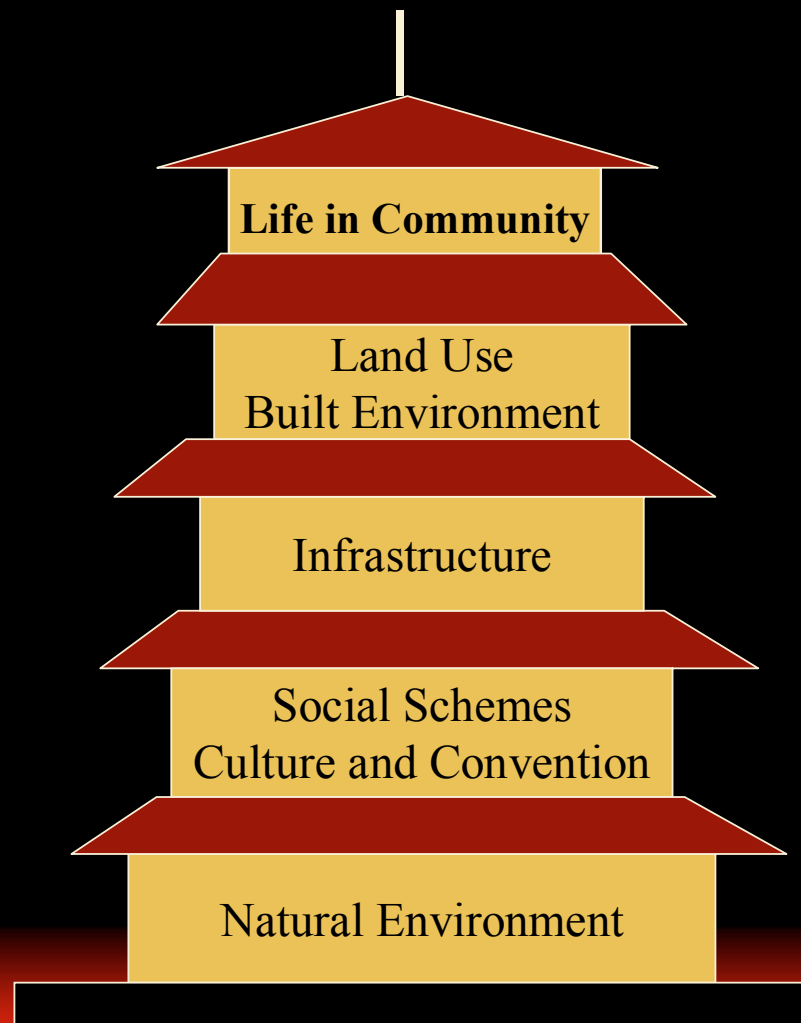 Life in Community
Land Use
Built Environment
Infrastructure
Social Schemes
Culture and Convention
Natural Environment